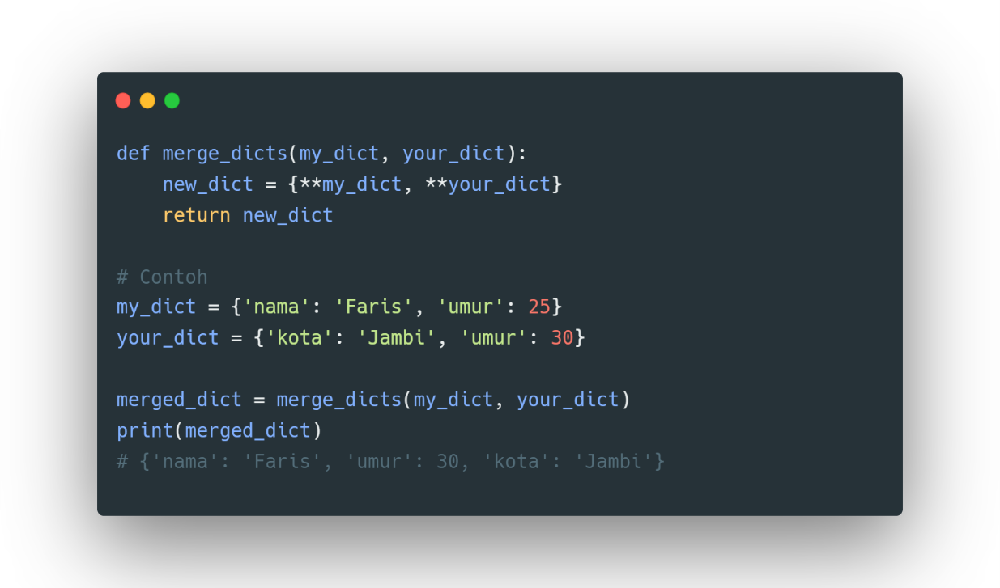 def merge_dicts(my_dict, your_dict):
    new_dict = {**my_dict, **your_dict}
    return new_dict

# Contoh
my_dict = {'nama': 'Faris', 'umur': 25}
your_dict = {'kota': 'Jambi', 'umur': 30}

merged_dict = merge_dicts(my_dict, your_dict)
print(merged_dict)
# {'nama': 'Faris', 'umur': 30, 'kota': 'Jambi'}